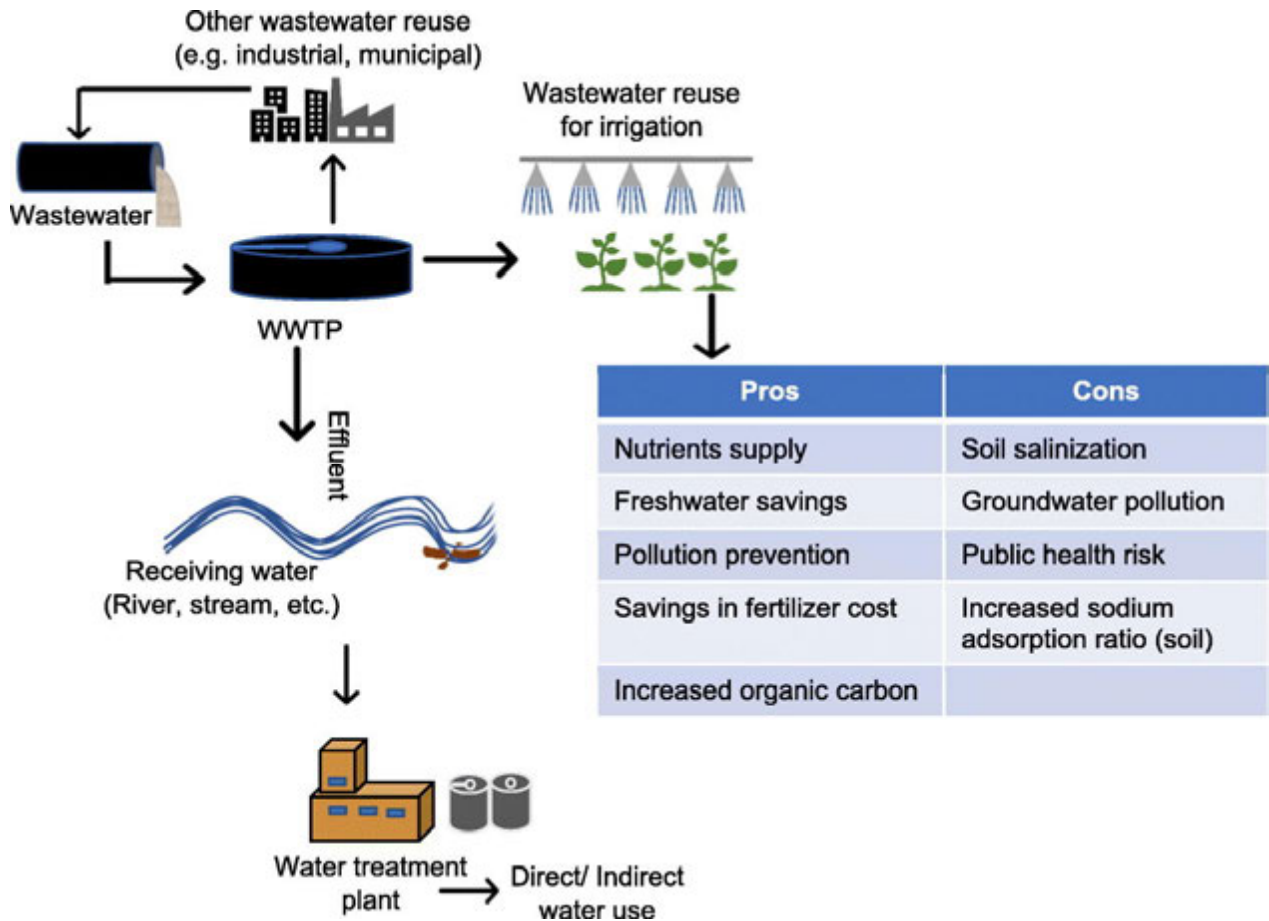 Other wastewater reuse
(e.g. industrial, municipal)
Wastewater reuse
for irrigation
Wastewater
WWTP
Effluent
Receiving water
(River, stream, etc.)
Water treatment
plant
Direct/ Indirect
water use
Pros
Cons
Nutrients supply
Soil salinization
Freshwater savings
Groundwater pollution
Pollution prevention
Public health risk
Savings in fertilizer cost
Increased sodium
adsorption ratio (soil)
Increased organic carbon